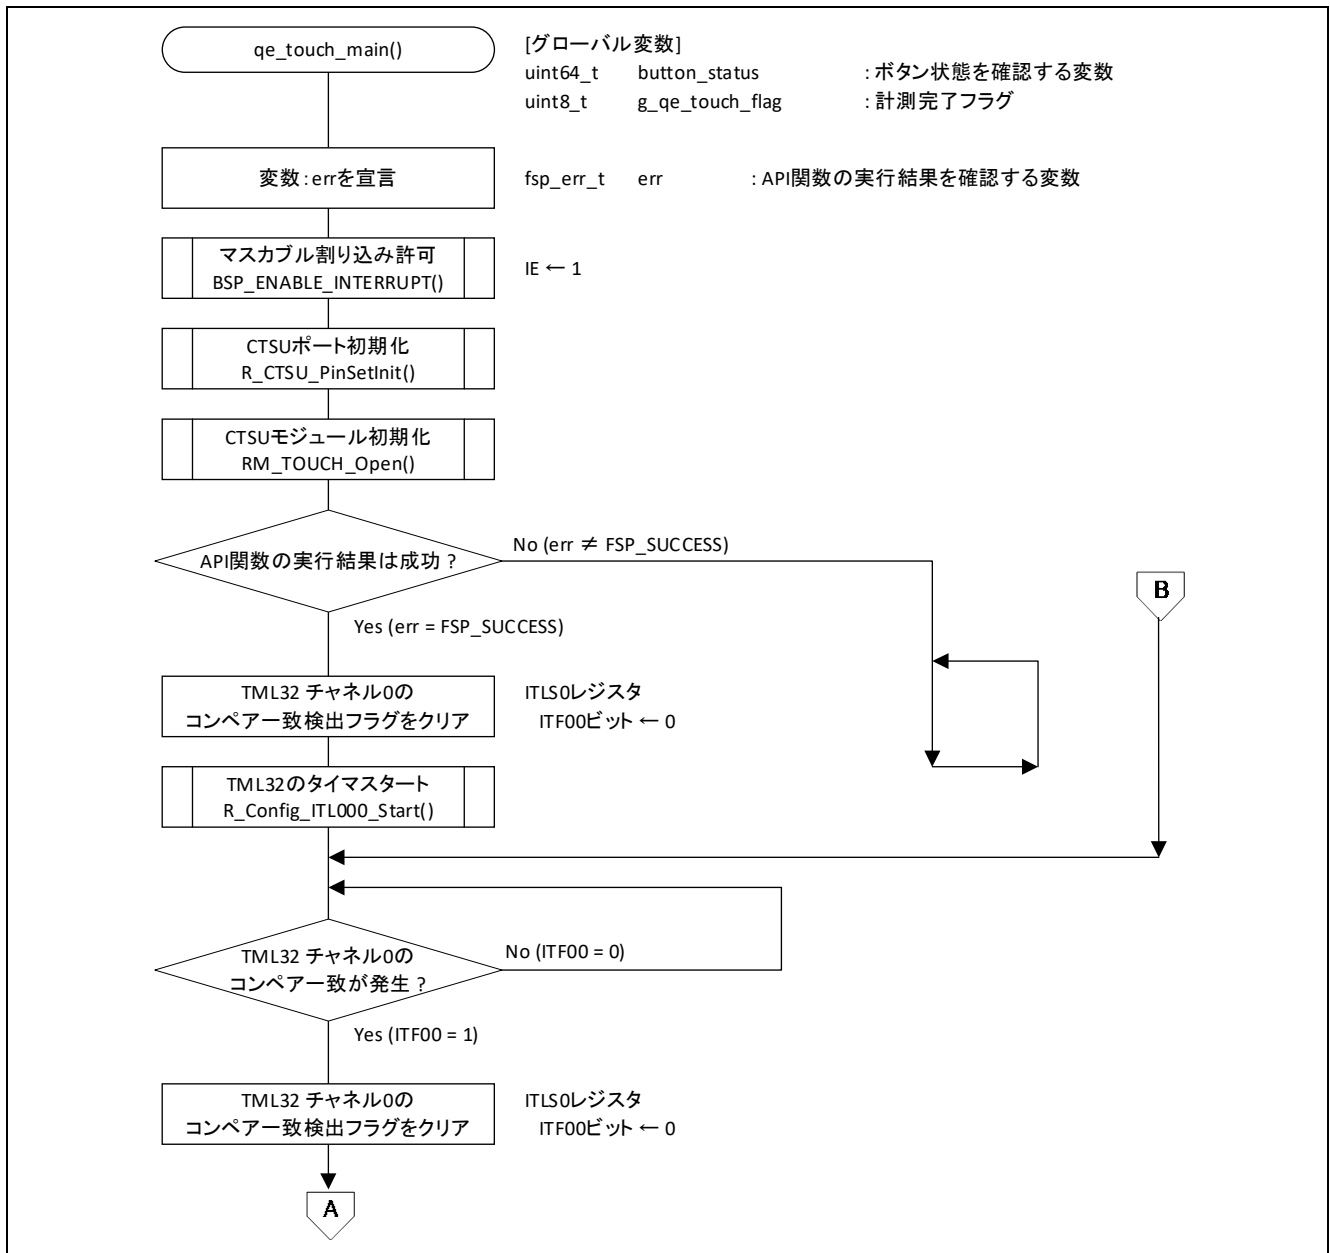 qe_touch_main()
[グローバル変数]
uint64_t button_status : ボタン状態を確認する変数
uint8_t g_qe_touch_flag : 計測完了フラグ
変数：errを宣言
fsp_err_t err : API関数の実行結果を確認する変数
マスカブル割り込み許可
BSP_ENABLE_INTERRUPT()
IE ← 1
CTSUポート初期化
R_CTSU_PinSetInit()
CTSUモジュール初期化
RM_TOUCH_Open()
API関数の実行結果は成功？
No (err ≠ FSP_SUCCESS)
B
Yes (err = FSP_SUCCESS)
TML32 チャネル0の
コンペアー致検出フラグをクリア
ITLS0レジスタ
ITF00ビット ← 0
TML32のタイマスタート
R_Config_ITL000_Start()
TML32 チャネル0の
コンペアー致が発生？
No (ITF00 = 0)
Yes (ITF00 = 1)
TML32 チャネル0の
コンペアー致検出フラグをクリア
ITLS0レジスタ
ITF00ビット ← 0
A